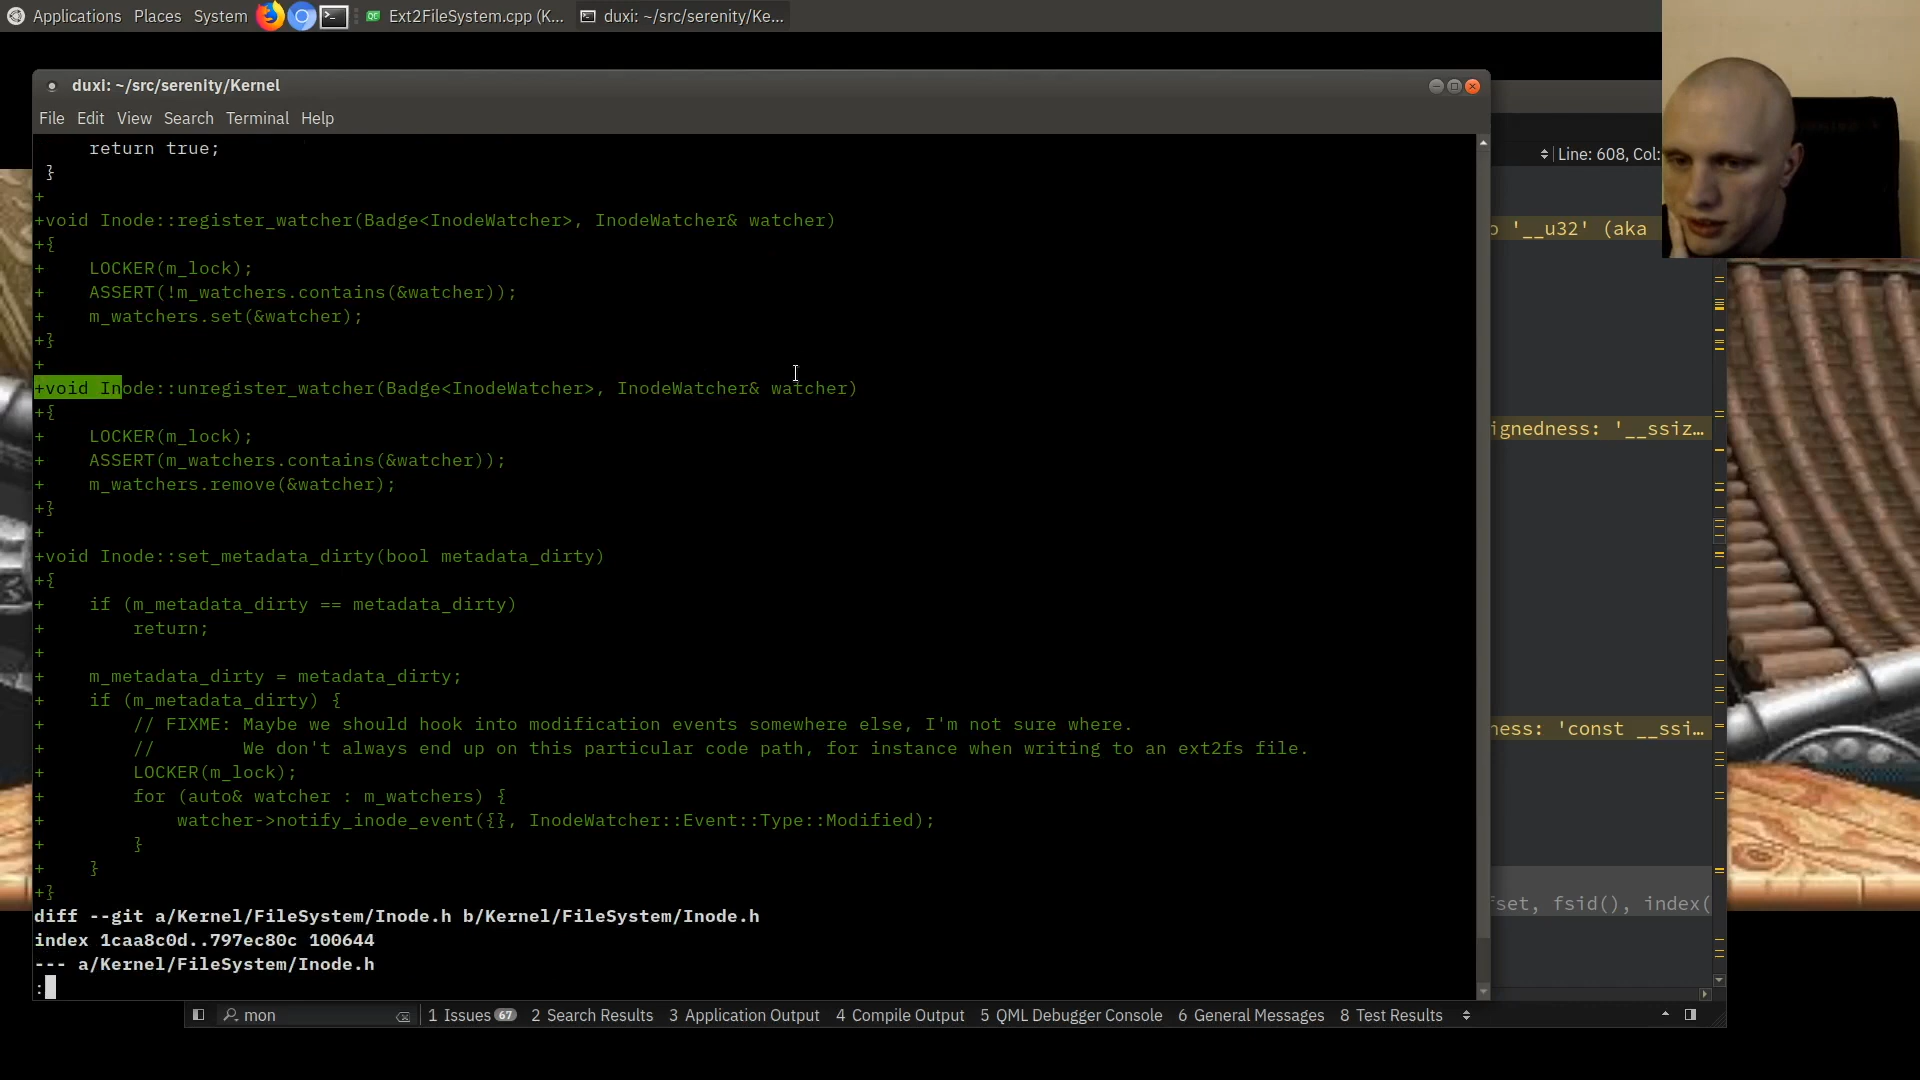 Applications Places System Ext2FileSystem.cpp (K... duxi: ~/src/serenity/Ke...
duxi: ~/src/serenity/Kernel
File Edit View Search Terminal Help
    return true;
}
+
+void Inode::register_watcher(Badge<InodeWatcher>, InodeWatcher& watcher)
+{
+    LOCKER(m_lock);
+    ASSERT(!m_watchers.contains(&watcher));
+    m_watchers.set(&watcher);
+}
+
+void Inode::unregister_watcher(Badge<InodeWatcher>, InodeWatcher& watcher)
+{
+    LOCKER(m_lock);
+    ASSERT(m_watchers.contains(&watcher));
+    m_watchers.remove(&watcher);
+}
+
+void Inode::set_metadata_dirty(bool metadata_dirty)
+{
+    if (m_metadata_dirty == metadata_dirty)
+        return;
+
+    m_metadata_dirty = metadata_dirty;
+    if (m_metadata_dirty) {
+        // FIXME: Maybe we should hook into modification events somewhere else, I'm not sure where.
+        //        We don't always end up on this particular code path, for instance when writing to an ext2fs file.
+        LOCKER(m_lock);
+        for (auto& watcher : m_watchers) {
+            watcher->notify_inode_event({}, InodeWatcher::Event::Type::Modified);
+        }
+    }
+}
diff --git a/Kernel/FileSystem/Inode.h b/Kernel/FileSystem/Inode.h
index 1caa8c0d..797ec80c 100644
--- a/Kernel/FileSystem/Inode.h
:
Line: 608, Col:
'__u32' (aka
ignedness: '__ssiz...
ness: 'const __ssi...
fset, fsid(), index(
mon 1 Issues 67 2 Search Results 3 Application Output 4 Compile Output 5 QML Debugger Console 6 General Messages 8 Test Results